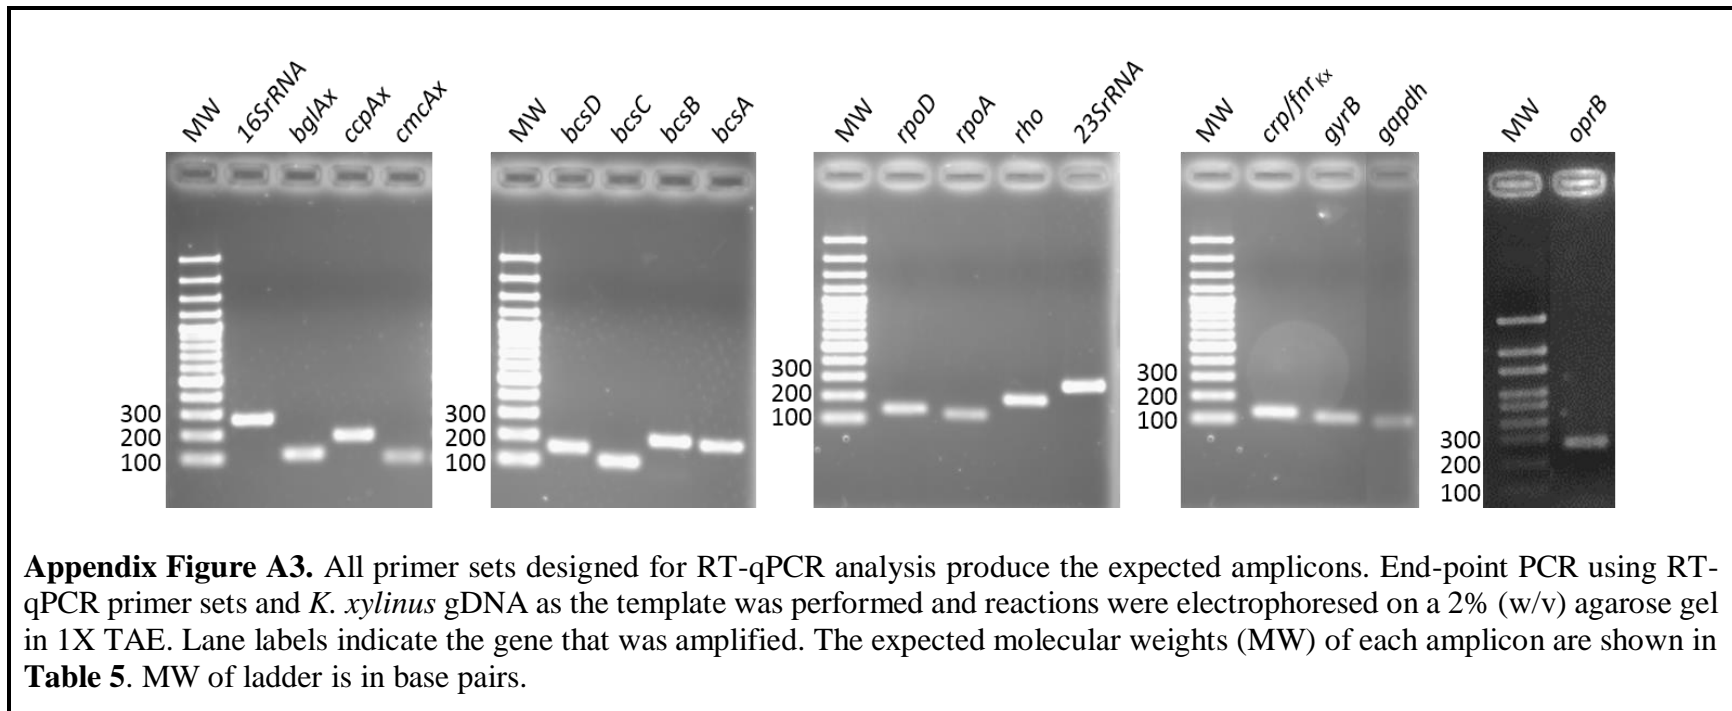 MW 16SrRNA bglAx ccpAx cmcAx MW bcsD bcsC bcsB bcsA MW rpoD rpoA rho 23SrRNA MW crp/fnr Kx gyrB gapdh MW oprB
300 300 300 300 300
200 200 200 200 200
100 100 100 100 100
Appendix Figure A3. All primer sets designed for RT-qPCR analysis produce the expected amplicons. End-point PCR using RT-
qPCR primer sets and K. xylinus gDNA as the template was performed and reactions were electrophoresed on a 2% (w/v) agarose gel
in 1X TAE. Lane labels indicate the gene that was amplified. The expected molecular weights (MW) of each amplicon are shown in
Table 5. MW of ladder is in base pairs.